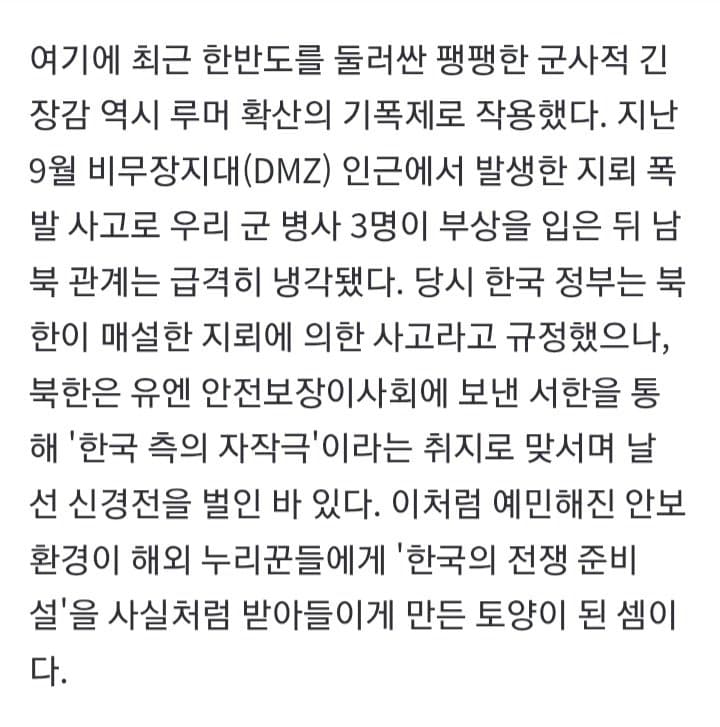 여기에 최근 한반도를 둘러싼 팽팽한 군사적 긴
장감 역시 루머 확산의 기폭제로 작용했다. 지난
9월 비무장지대(DMZ) 인근에서 발생한 지뢰 폭
발 사고로 우리 군 병사 3명이 부상을 입은 뒤 남
북 관계는 급격히 냉각됐다. 당시 한국 정부는 북
한이 매설한 지뢰에 의한 사고라고 규정했으나,
북한은 유엔 안전보장이사회에 보낸 서한을 통
해 '한국 측의 자작극'이라는 취지로 맞서며 날
선 신경전을 벌인 바 있다. 이처럼 예민해진 안보
환경이 해외 누리꾼들에게 '한국의 전쟁 준비
설'을 사실처럼 받아들이게 만든 토양이 된 셈이
다.